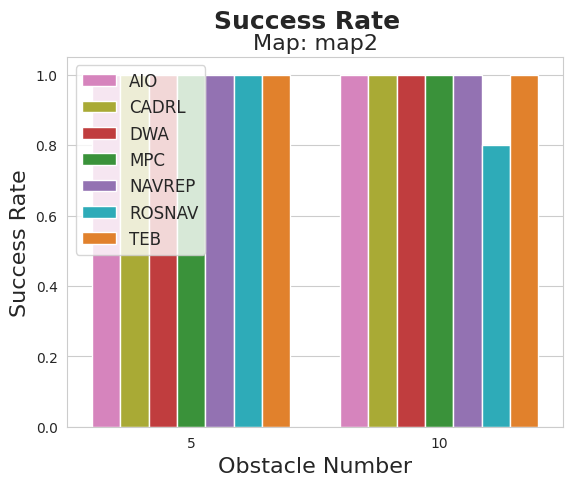 Success Rate
Map: map2
Success Rate
1.0
0.8
0.6
0.4
0.2
0.0
AIO
CADRL
DWA
MPC
NAVREP
ROSNAV
TEB
5 10
Obstacle Number